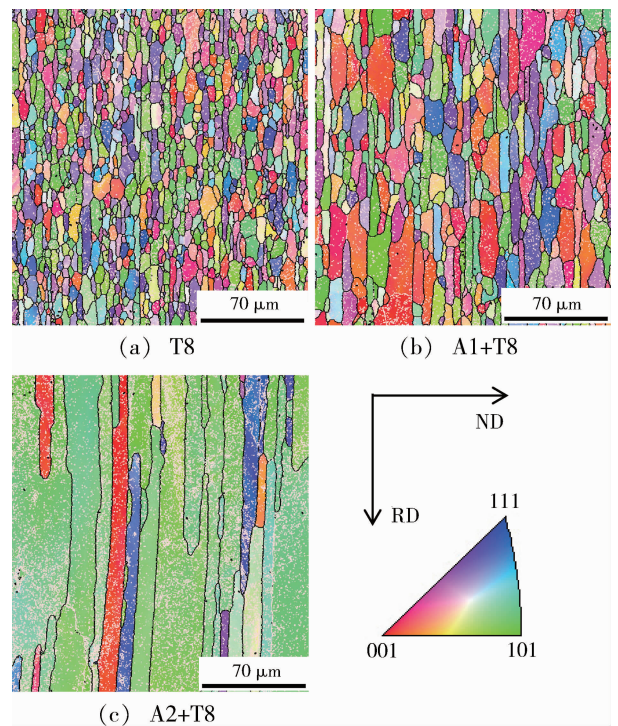 70 μm
70 μm
(a) T8
(b) A1+T8
ND
RD
111
001
101
70 μm
(c) A2+T8